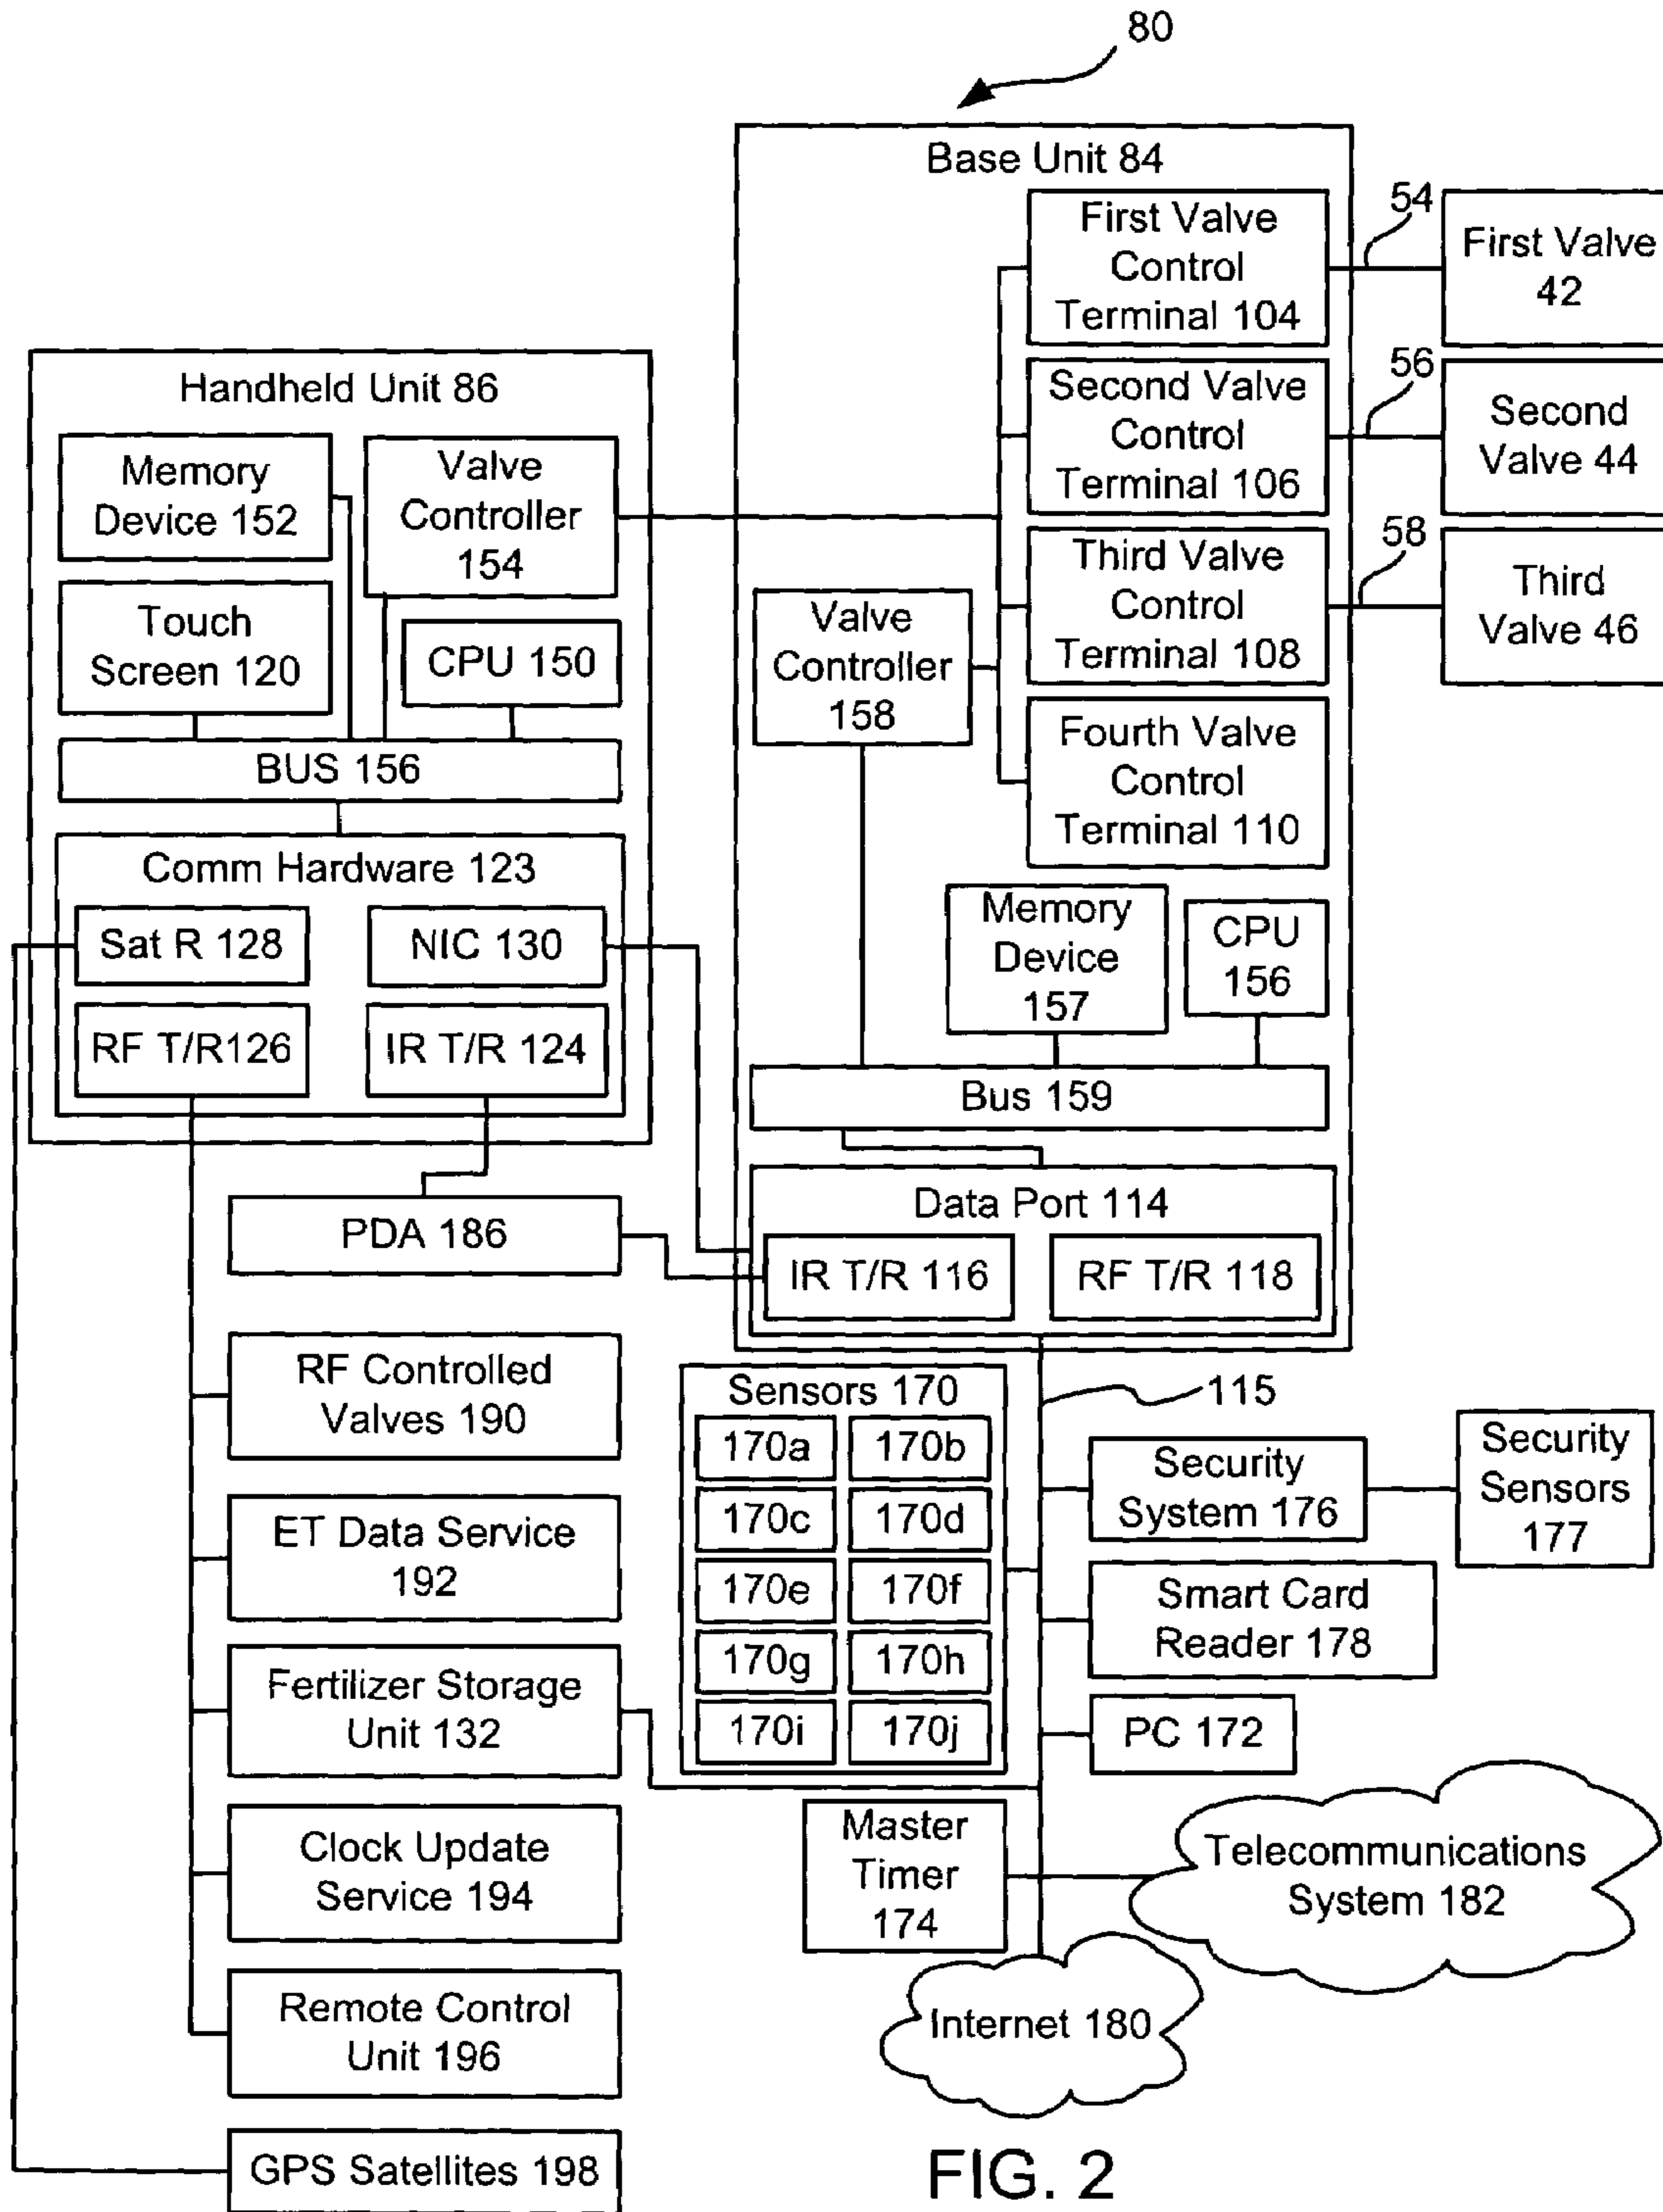 80
Base Unit 84
First Valve
Control
Terminal 104
54
First Valve
42
Second Valve
Control
Terminal 106
56
Second
Valve 44
Third Valve
Control
Terminal 108
58
Third
Valve 46
Fourth Valve
Control
Terminal 110
Valve
Controller
158
Memory
Device
157
CPU
156
Bus 159
Data Port 114
IR T/R 116
RF T/R 118
Handheld Unit 86
Memory
Device 152
Valve
Controller
154
Touch
Screen 120
CPU 150
BUS 156
Comm Hardware 123
Sat R 128
NIC 130
RF T/R126
IR T/R 124
PDA 186
RF Controlled
Valves 190
ET Data Service
192
Fertilizer Storage
Unit 132
Clock Update
Service 194
Remote Control
Unit 196
GPS Satellites 198
Sensors 170
170a
170b
170c
170d
170e
170f
170g
170h
170i
170j
115
Security
System 176
Security
Sensors
177
Smart Card
Reader 178
PC 172
Master
Timer
174
Telecommunications
System 182
Internet 180
FIG. 2